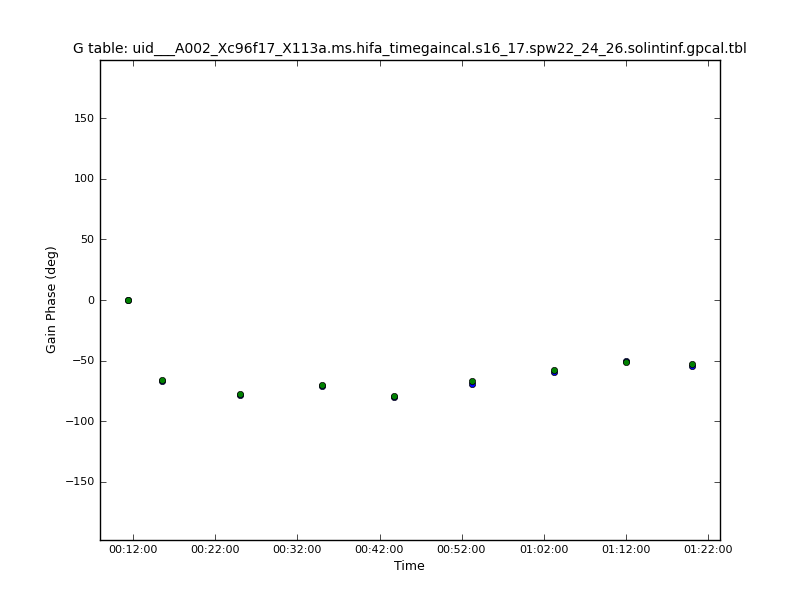 G table: uid___A002_Xc96f17_X113a.ms.hifa_timegaincal.s16_17.spw22_24_26.solintinf.gpcal.tbl
150
100
50
0
−50
−100
−150
Gain Phase (deg)
00:12:00 00:22:00 00:32:00 00:42:00 00:52:00 01:02:00 01:12:00 01:22:00
Time